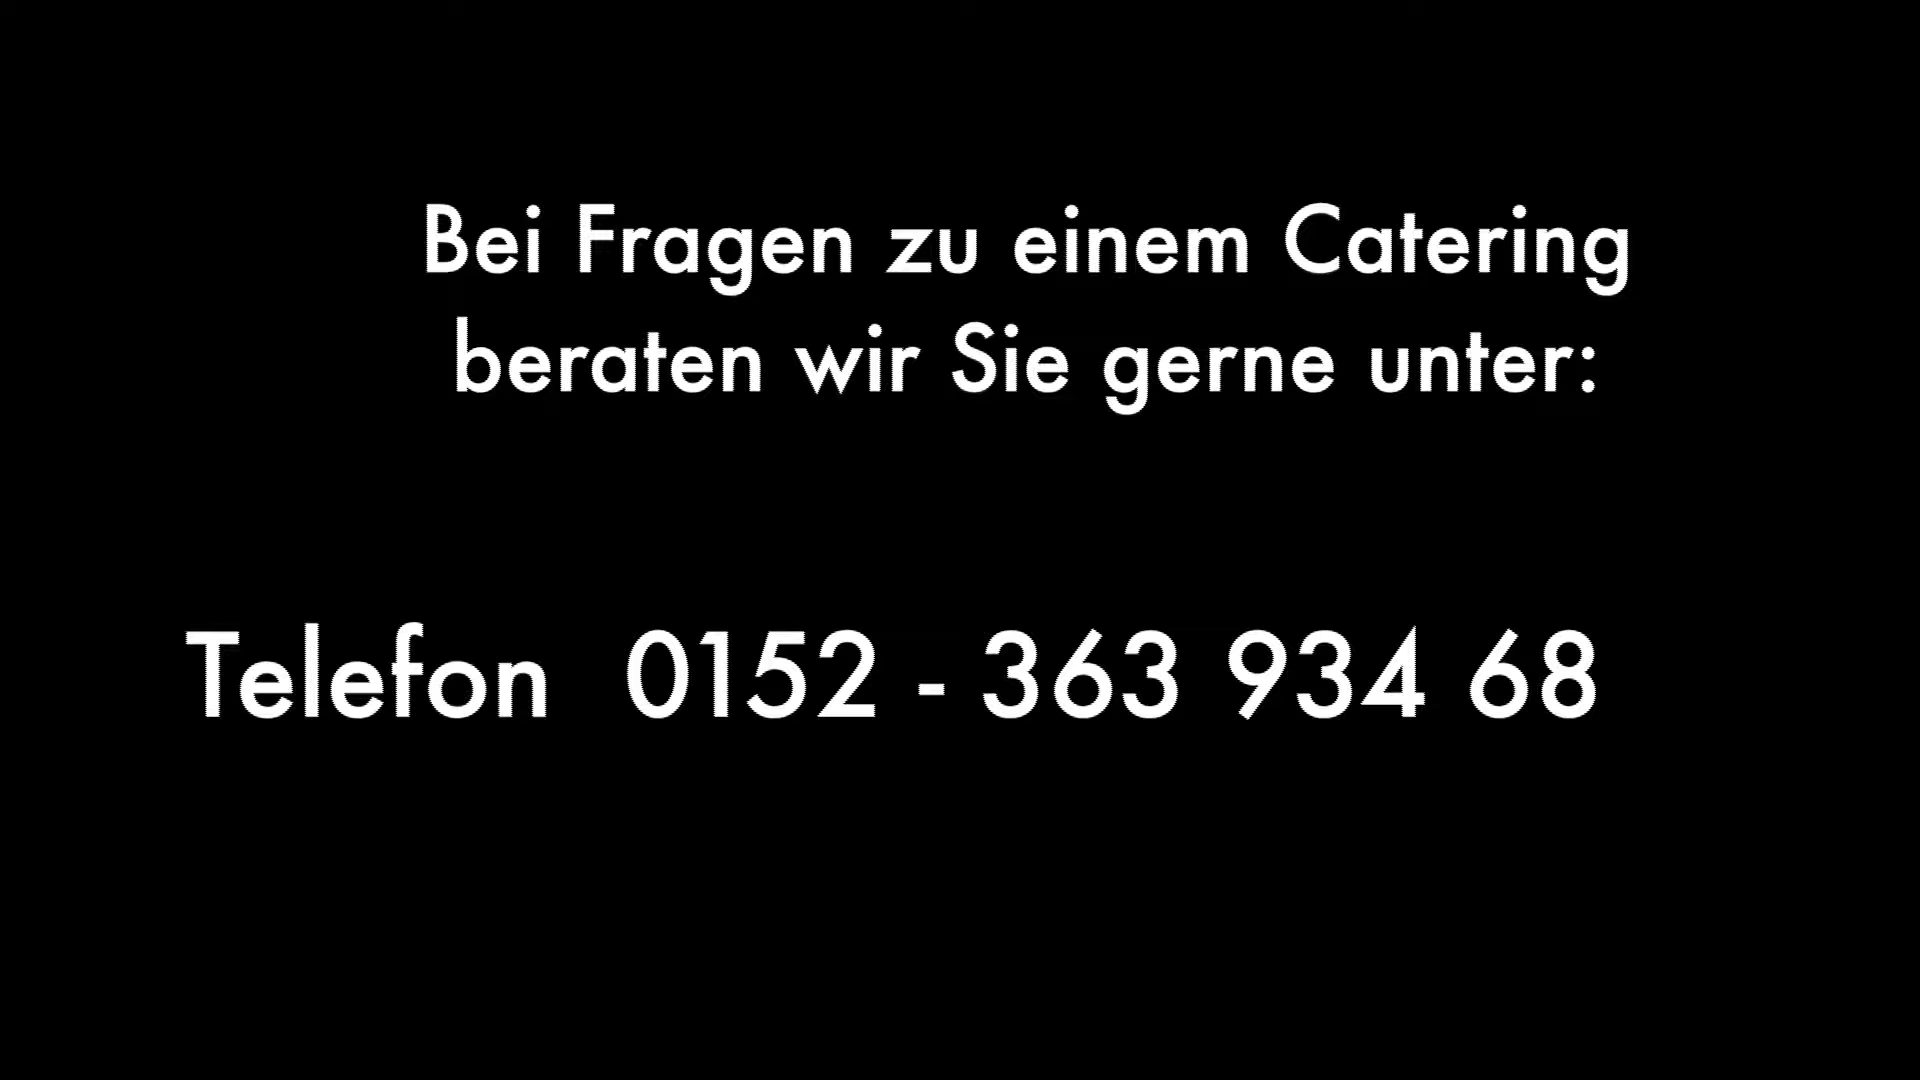 Bei Fragen zu einem Catering
beraten wir Sie gerne unter:
Telefon 0152 - 363 934 68